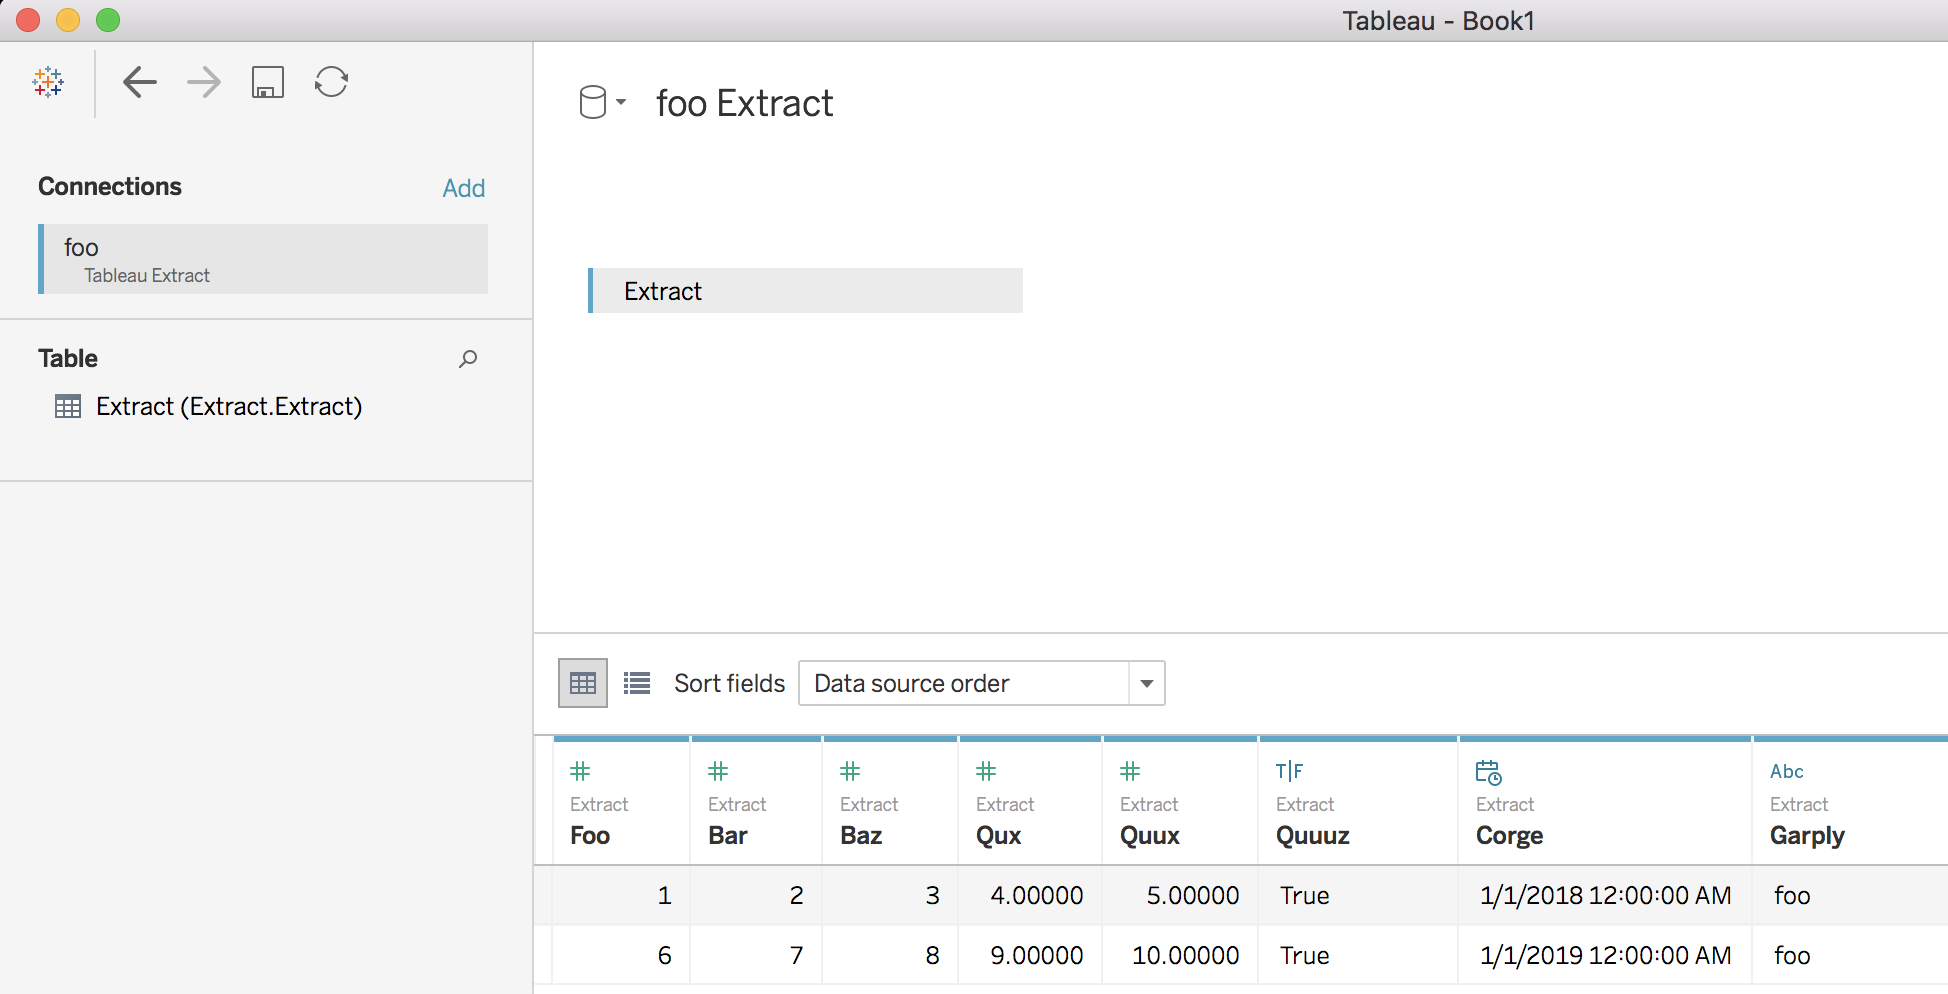 Tableau - Book1
foo Extract
Connections Add
foo
Tableau Extract
Extract
Table
Extract (Extract.Extract)
Sort fields Data source order
# # # # # T|F Abc
Extract Extract Extract Extract Extract Extract Extract Extract
Foo Bar Baz Qux Quux Quuuz Corge Garply
1 2 3 4.00000 5.00000 True 1/1/2018 12:00:00 AM foo
6 7 8 9.00000 10.00000 True 1/1/2019 12:00:00 AM foo